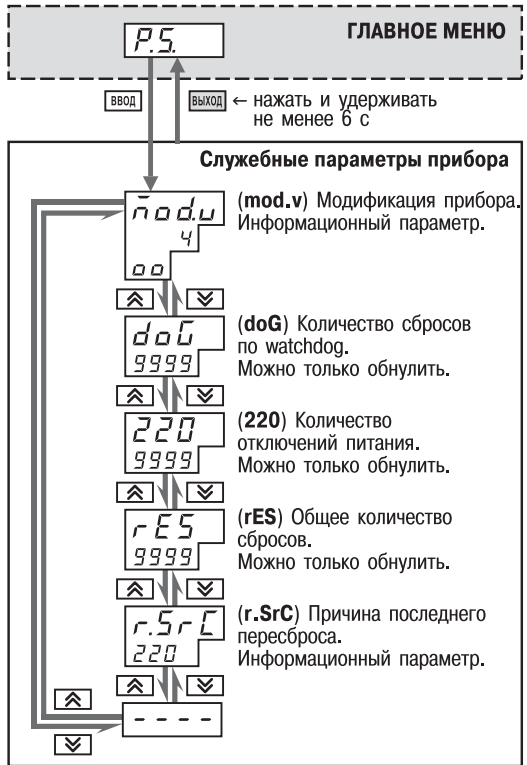 P.S.
ГЛАВНОЕ МЕНЮ
ВВОД
ВЫХОД
← нажать и удерживать
не менее 6 с
Служебные параметры прибора
mod.v
4
oo
(mod.v) Модификация прибора.
Информационный параметр.
doG
9999
(doG) Количество сбросов
по watchdog.
Можно только обнулить.
220
9999
(220) Количество
отключений питания.
Можно только обнулить.
rES
9999
(rES) Общее количество
сбросов.
Можно только обнулить.
r.SrC
220
(r.SrC) Причина последнего
пересброса.
Информационный параметр.
----